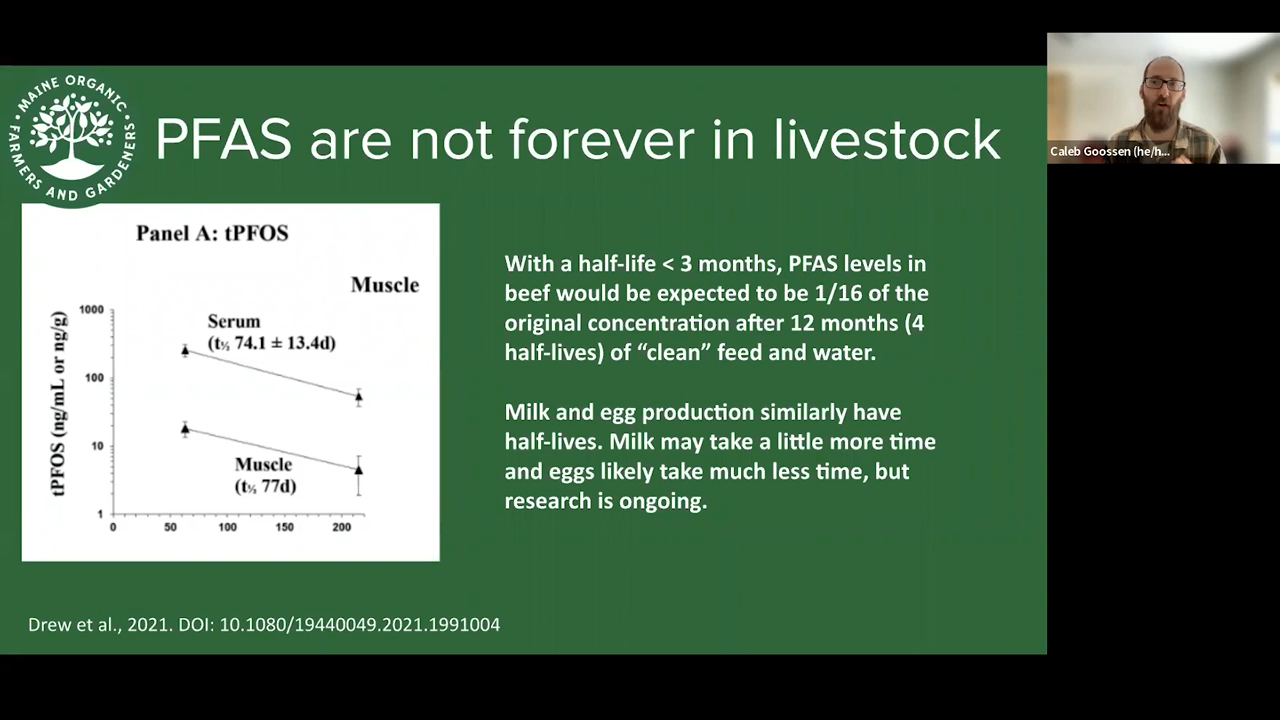 MAINE ORGANIC
FARMERS AND GARDENERS
PFAS are not forever in livestock
Caleb Goossen (he/h...
Panel A: tPFOS
Muscle
tPFOS (ng/mL or ng/g)
1000
100
10
1
0
50
100
150
200
Serum
(t½ 74.1 ± 13.4d)
Muscle
(t½ 77d)
With a half-life < 3 months, PFAS levels in
beef would be expected to be 1/16 of the
original concentration after 12 months (4
half-lives) of “clean” feed and water.
Milk and egg production similarly have
half-lives. Milk may take a little more time
and eggs likely take much less time, but
research is ongoing.
Drew et al., 2021. DOI: 10.1080/19440049.2021.1991004